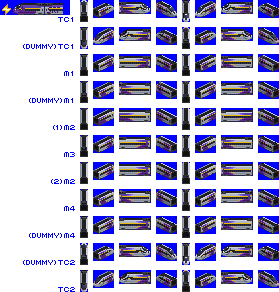 TC1
(DUMMY) TC1
M1
(DUMMY) M1
(1) M2
M3
(2) M2
M4
(DUMMY) M4
(DUMMY) TC2
TC2